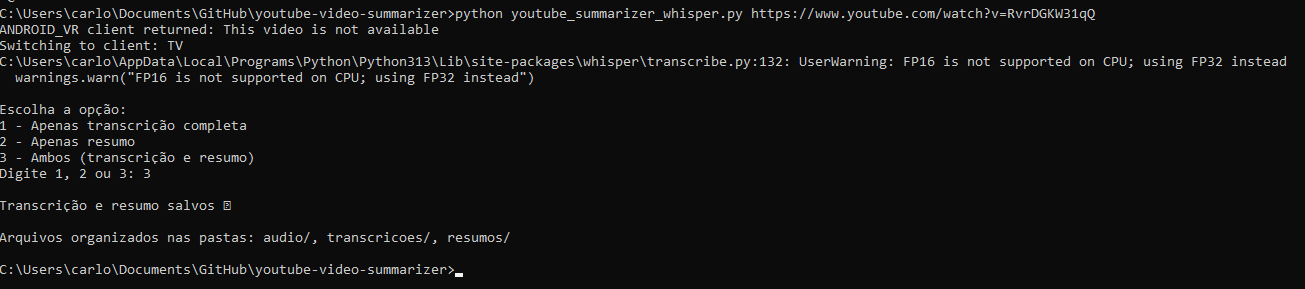 C:\Users\carlo\Documents\GitHub\youtube-video-summarizer>python youtube_summarizer_whisper.py https://www.youtube.com/watch?v=RvrDGKW31qQ
ANDROID_VR client returned: This video is not available
Switching to client: TV
C:\Users\carlo\AppData\Local\Programs\Python\Python313\Lib\site-packages\whisper\transcribe.py:132: UserWarning: FP16 is not supported on CPU; using FP32 instead
  warnings.warn("FP16 is not supported on CPU; using FP32 instead")
Escolha a opção:
1 - Apenas transcrição completa
2 - Apenas resumo
3 - Ambos (transcrição e resumo)
Digite 1, 2 ou 3: 3
Transcrição e resumo salvos
Arquivos organizados nas pastas: audio/, transcricoes/, resumos/
C:\Users\carlo\Documents\GitHub\youtube-video-summarizer>